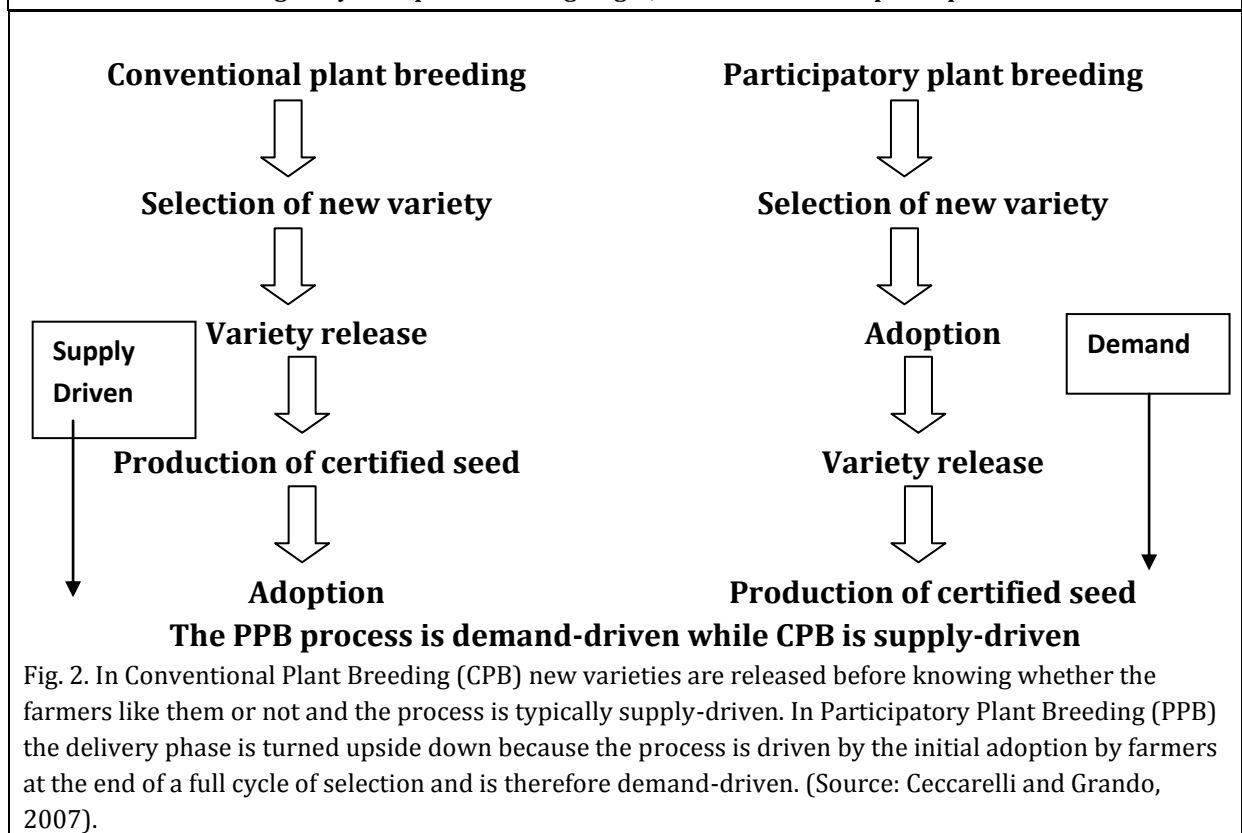 Conventional plant breeding
Participatory plant breeding
Selection of new variety
Selection of new variety
Supply
Driven
Variety release
Adoption
Demand
Production of certified seed
Variety release
Adoption
Production of certified seed
The PPB process is demand-driven while CPB is supply-driven
Fig. 2. In Conventional Plant Breeding (CPB) new varieties are released before knowing whether the
farmers like them or not and the process is typically supply-driven. In Participatory Plant Breeding (PPB)
the delivery phase is turned upside down because the process is driven by the initial adoption by farmers
at the end of a full cycle of selection and is therefore demand-driven. (Source: Ceccarelli and Grando,
2007).